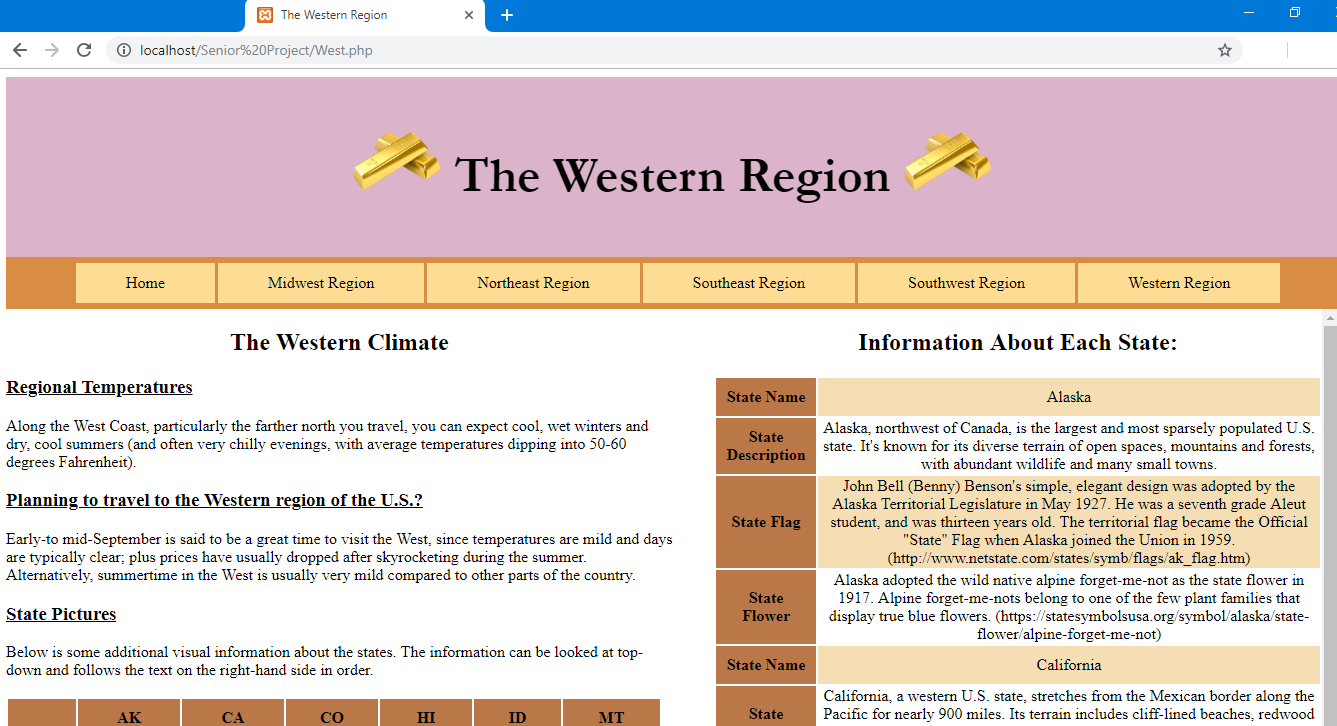 The Western Region
localhost/Senior%20Project/West.php
The Western Region
Home
Midwest Region
Northeast Region
Southeast Region
Southwest Region
Western Region
The Western Climate
Regional Temperatures
Along the West Coast, particularly the farther north you travel, you can expect cool, wet winters and
dry, cool summers (and often very chilly evenings, with average temperatures dipping into 50-60
degrees Fahrenheit).
Planning to travel to the Western region of the U.S.?
Early-to mid-September is said to be a great time to visit the West, since temperatures are mild and days
are typically clear; plus prices have usually dropped after skyrocketing during the summer.
Alternatively, summertime in the West is usually very mild compared to other parts of the country.
State Pictures
Below is some additional visual information about the states. The information can be looked at top-
down and follows the text on the right-hand side in order.
AK CA CO HI ID MT
Information About Each State:
State Name
Alaska
State
Description
Alaska, northwest of Canada, is the largest and most sparsely populated U.S.
state. It's known for its diverse terrain of open spaces, mountains and forests,
with abundant wildlife and many small towns.
State Flag
John Bell (Benny) Benson's simple, elegant design was adopted by the
Alaska Territorial Legislature in May 1927. He was a seventh grade Aleut
student, and was thirteen years old. The territorial flag became the Official
"State" Flag when Alaska joined the Union in 1959.
(http://www.netstate.com/states/symb/flags/ak_flag.htm)
State
Flower
Alaska adopted the wild native alpine forget-me-not as the state flower in
1917. Alpine forget-me-nots belong to one of the few plant families that
display true blue flowers. (https://statesymbolsusa.org/symbol/alaska/state-
flower/alpine-forget-me-not)
State Name
California
State
California, a western U.S. state, stretches from the Mexican border along the
Pacific for nearly 900 miles. Its terrain includes cliff-lined beaches, redwood